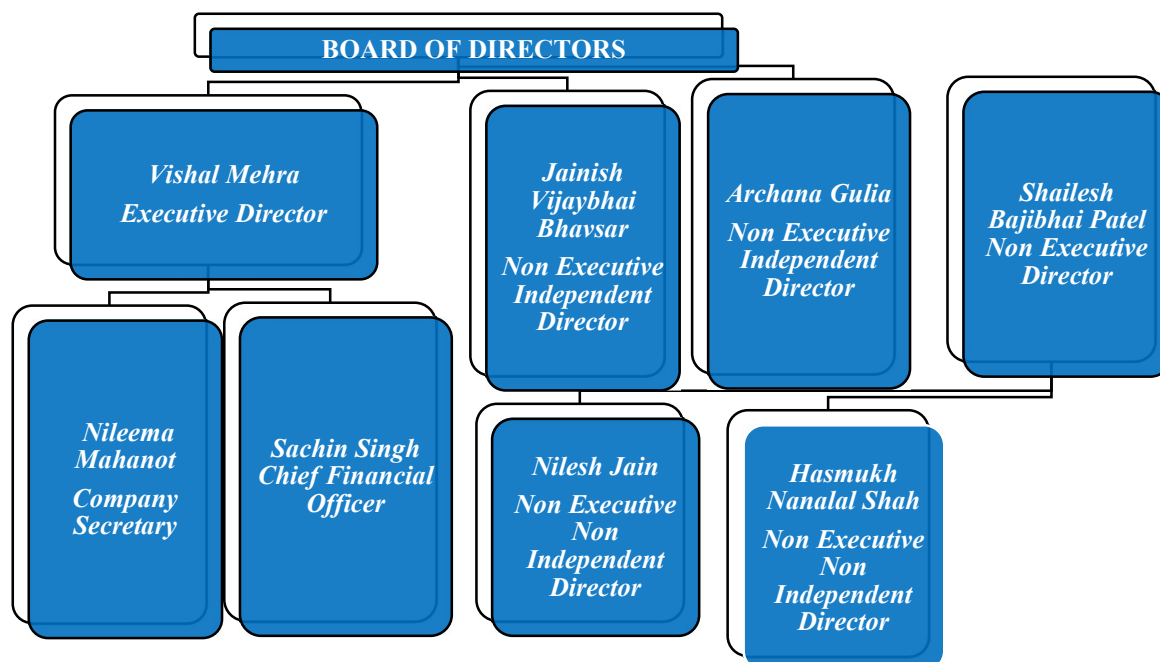 BOARD OF DIRECTORS
Vishal Mehra
Executive Director
Jainish
Vijaybhai
Bhavsar
Non Executive
Independent
Director
Archana Gulia
Non Executive
Independent
Director
Shailesh
Bajibhai Patel
Non Executive
Director
Nileema
Mahanot
Company
Secretary
Sachin Singh
Chief Financial
Officer
Nilesh Jain
Non Executive
Non
Independent
Director
Hasmukh
Nanalal Shah
Non Executive
Non
Independent
Director